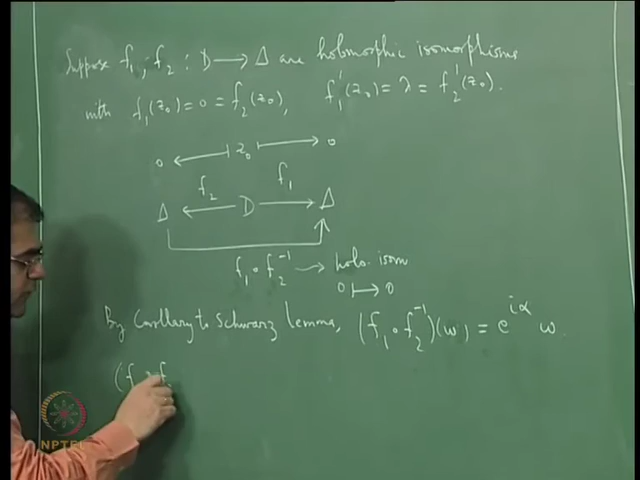 Suppose f₁, f₂ : D ⟶ Δ are holomorphic isomorphisms
with f₁(z₀) = 0 = f₂(z₀), f₁'(z₀) = λ = f₂'(z₀).
0 ⟵| z₀ |⟶ 0
f₂ f₁
Δ ⟵ D ⟶ Δ
f₁ ∘ f₂⁻¹ ⟶ holo. isom
0 |⟶ 0
By Corollary to Schwarz lemma, (f₁ ∘ f₂⁻¹)(w) = e^{iα} w.
(f
NPTEL